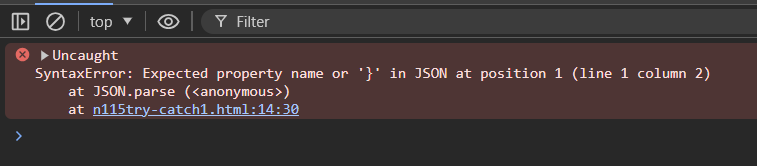 top ▼ Filter
▶Uncaught
SyntaxError: Expected property name or '}' in JSON at position 1 (line 1 column 2)
at JSON.parse (<anonymous>)
at n115try-catch1.html:14:30
>